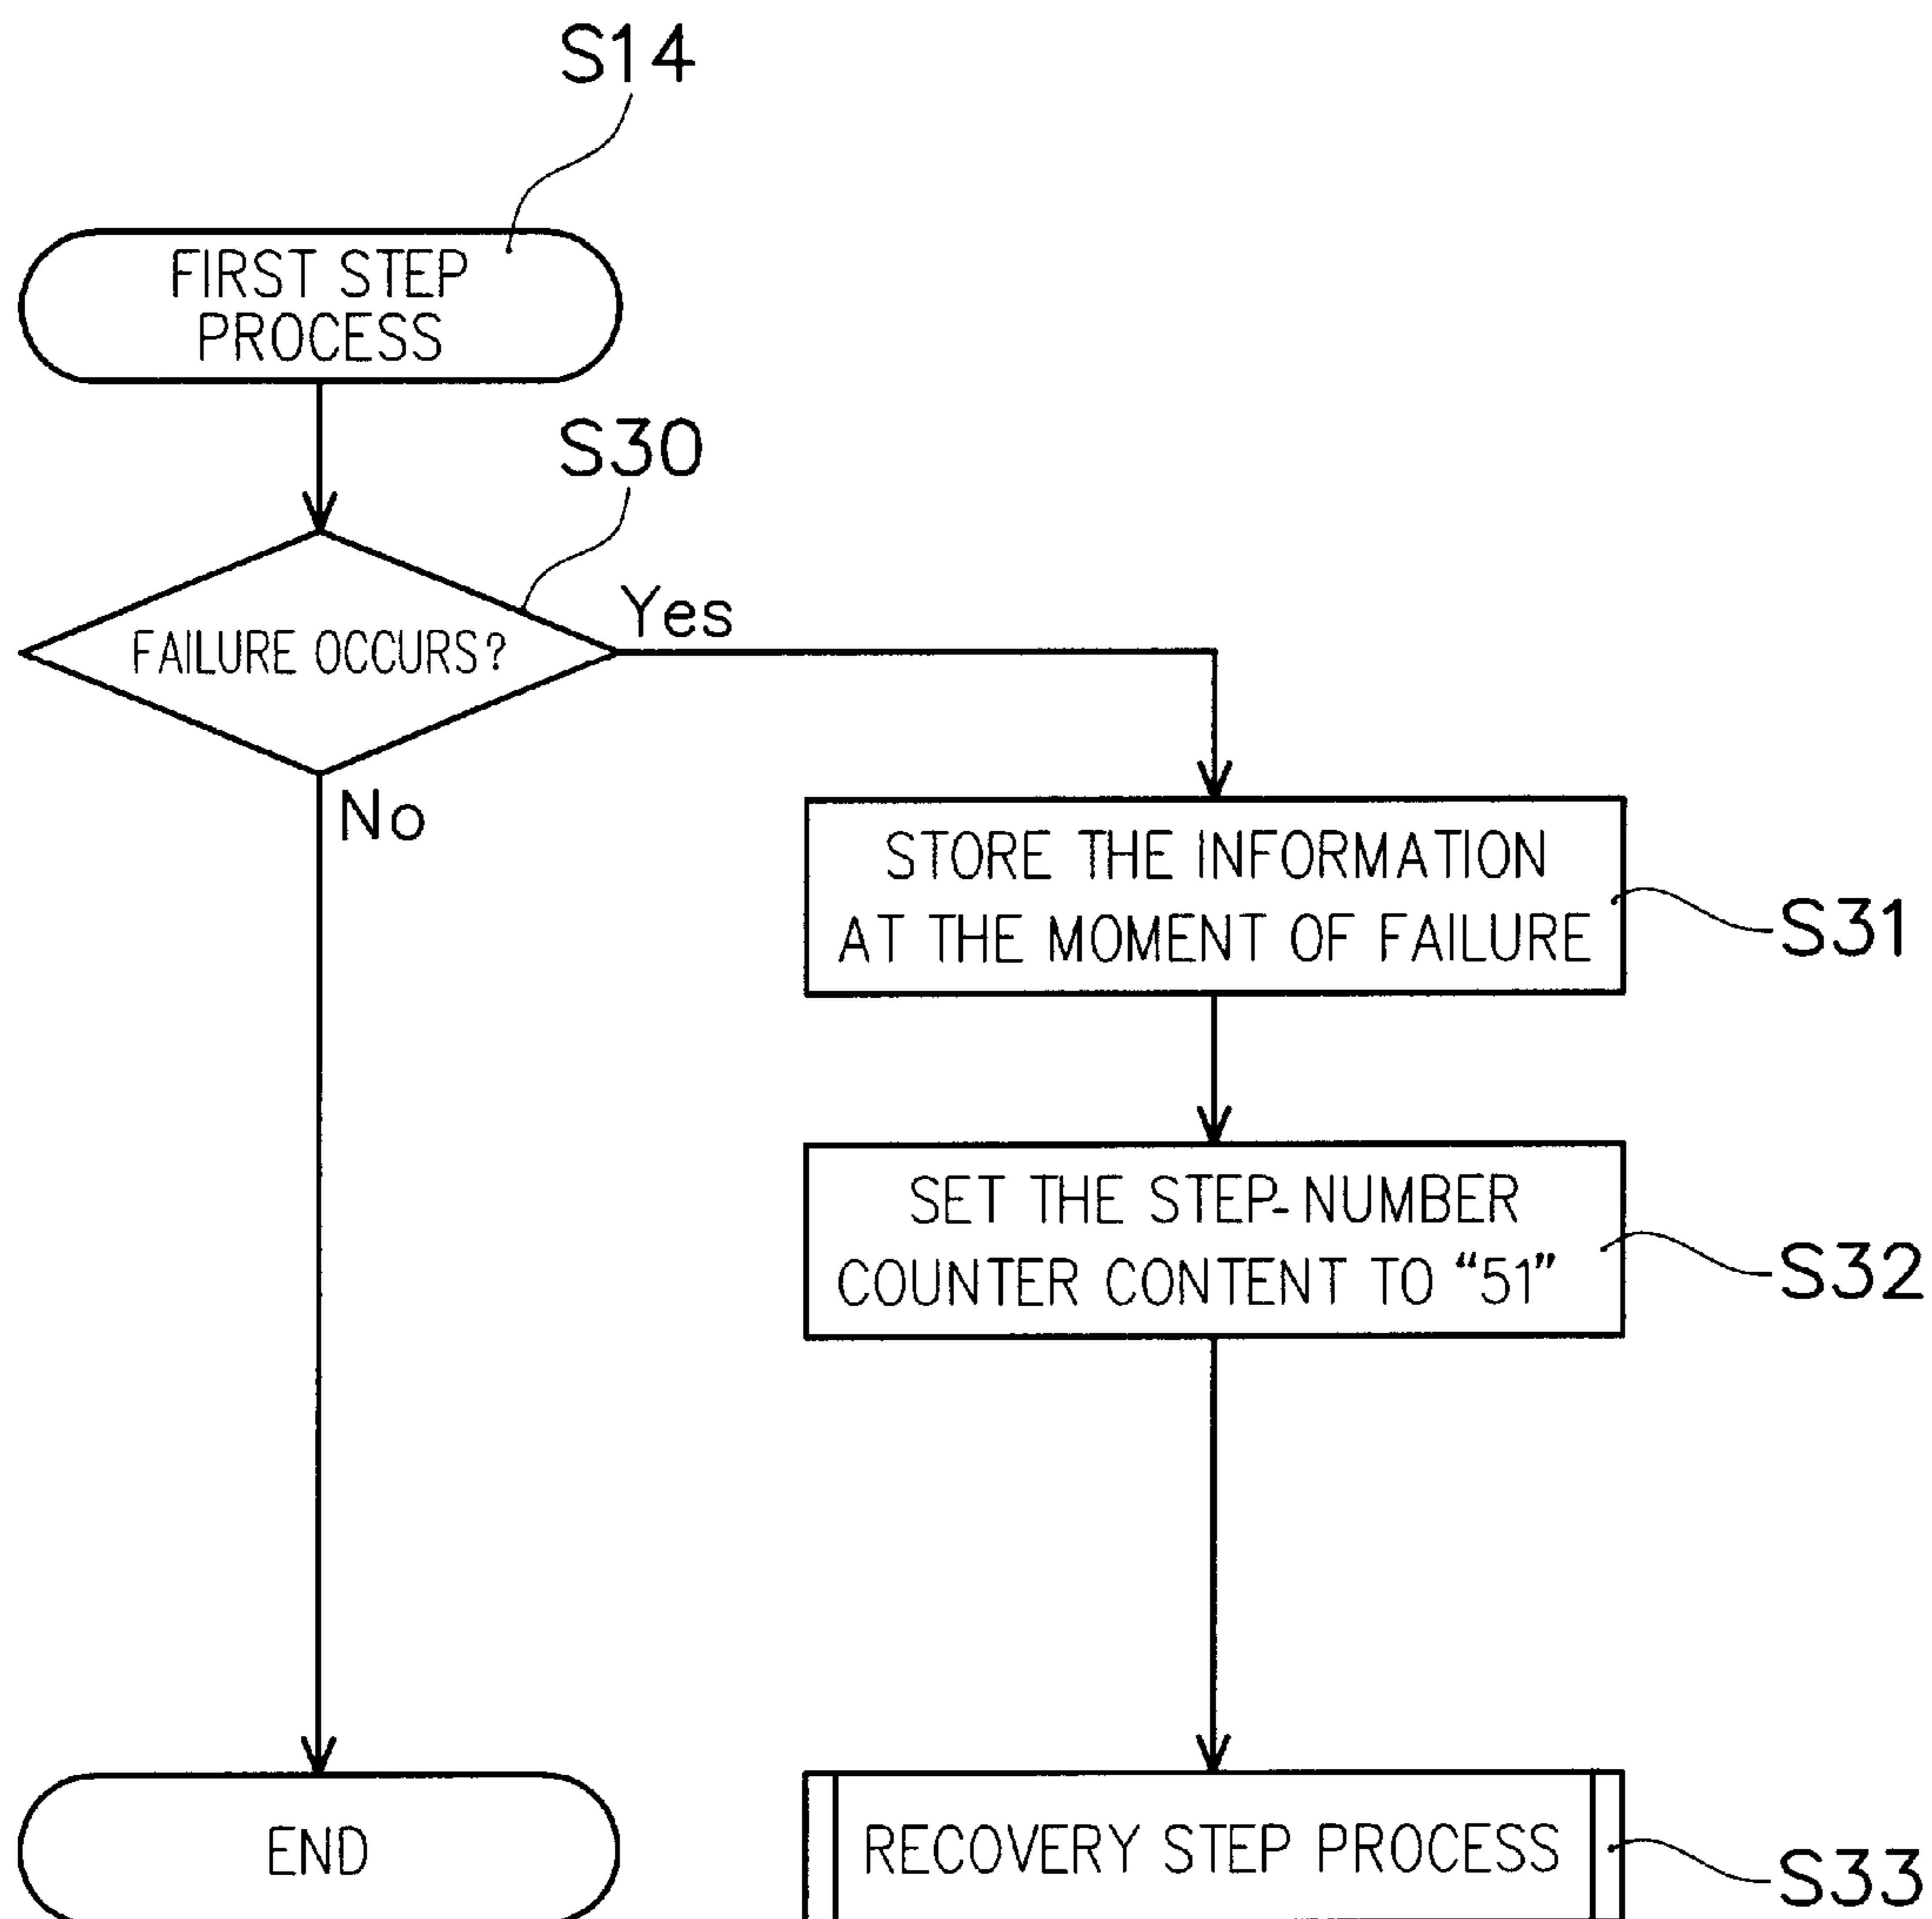 S14
FIRST STEP
PROCESS
S30
FAILURE OCCURS?
Yes
No
STORE THE INFORMATION
AT THE MOMENT OF FAILURE
S31
SET THE STEP-NUMBER
COUNTER CONTENT TO “51”
S32
END
RECOVERY STEP PROCESS
S33